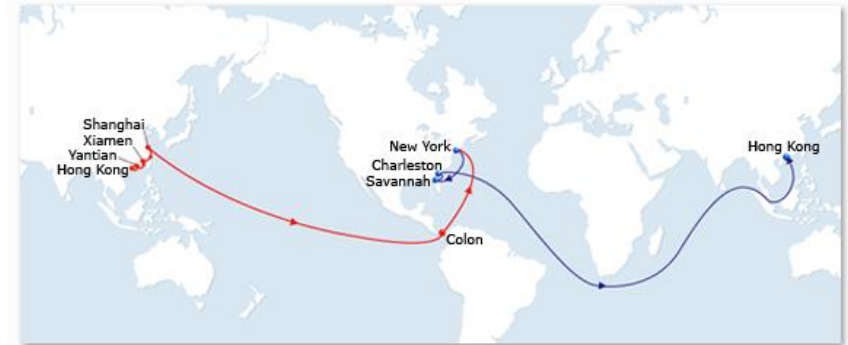 Shanghai
Xiamen
Yantian
Hong Kong
New York
Charleston
Savannah
Colon
Hong Kong